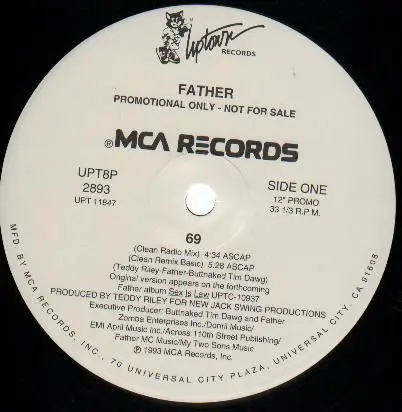 Uptown
RECORDS
FATHER
PROMOTIONAL ONLY - NOT FOR SALE
℗MCA RECORDS
UPT8P
2893
UPT 11847
SIDE ONE
12" PROMO
33 1/3 R.P.M.
69
(Clean Radio Mix) 4:34 ASCAP
(Clean Remix Basic) 5:28 ASCAP
(Teddy Riley-Father-Buttnaked Tim Dawg)
Original version appears on the forthcoming
Father album Sex Is Law UPTC-10937
PRODUCED BY TEDDY RILEY FOR NEW JACK SWING PRODUCTIONS
Executive Producer: Buttnaked Tim Dawg and Father
Zomba Enterprises Inc./Donril Music/
EMI April Music Inc./Across 110th Street Publishing/
Father MC Music/My Two Sons Music
℗ 1993 MCA Records, Inc.
MFD. BY MCA RECORDS, INC., 70 UNIVERSAL CITY PLAZA, UNIVERSAL CITY, CA 91608